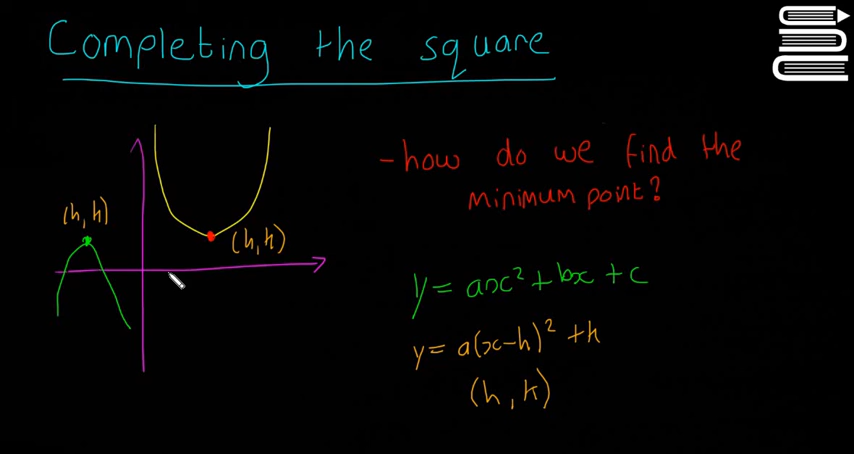 Completing the square
- how do we find the
minimum point?
(h, k)
(h, k)
y = ax² + bx + c
y = a(x-h)² + k
(h, k)